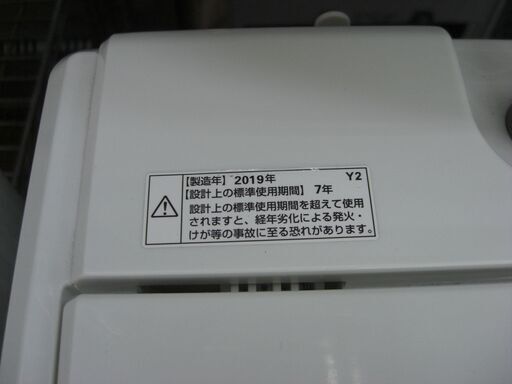 【製造年】2019年 Y2
【設計上の標準使用期間】 7年
設計上の標準使用期間を超えて使用
されますと、経年劣化による発火・
けが等の事故に至る恐れがあります。